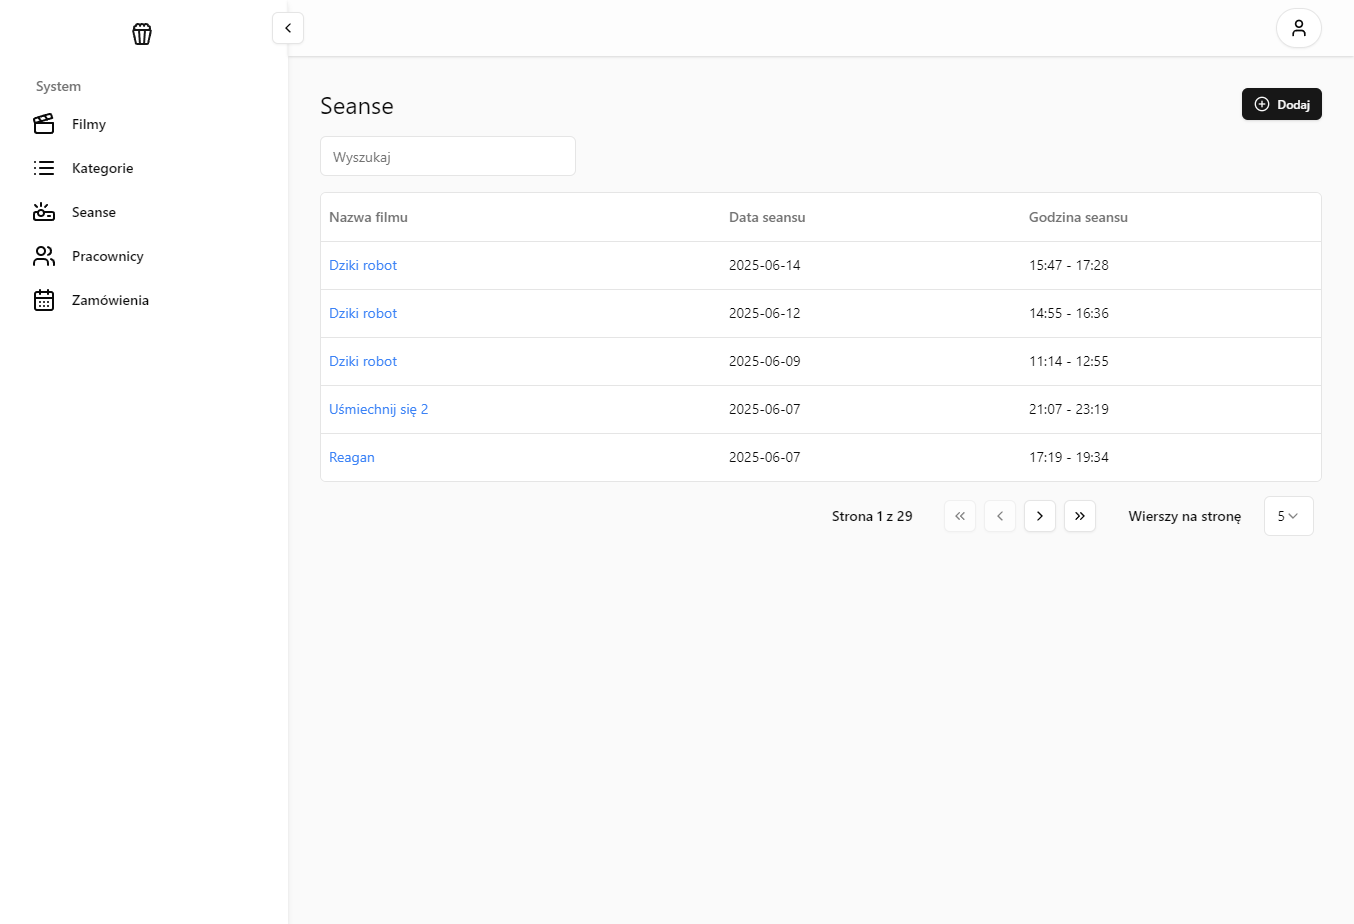 System
Filmy
Kategorie
Seanse
Pracownicy
Zamówienia
Seanse
Dodaj
Wyszukaj
Nazwa filmu Data seansu Godzina seansu
Dziki robot 2025-06-14 15:47 - 17:28
Dziki robot 2025-06-12 14:55 - 16:36
Dziki robot 2025-06-09 11:14 - 12:55
Uśmiechnij się 2 2025-06-07 21:07 - 23:19
Reagan 2025-06-07 17:19 - 19:34
Strona 1 z 29 Wierszy na stronę 5